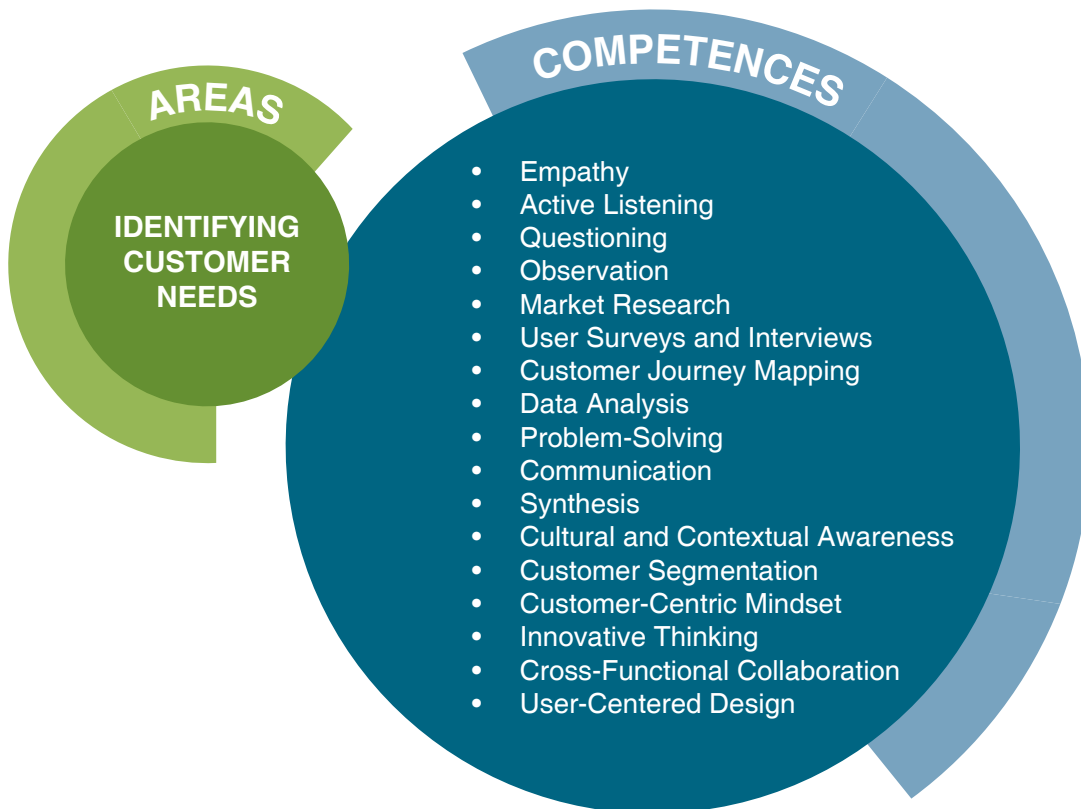 AREAS
IDENTIFYING
CUSTOMER
NEEDS
COMPETENCES
• Empathy
• Active Listening
• Questioning
• Observation
• Market Research
• User Surveys and Interviews
• Customer Journey Mapping
• Data Analysis
• Problem-Solving
• Communication
• Synthesis
• Cultural and Contextual Awareness
• Customer Segmentation
• Customer-Centric Mindset
• Innovative Thinking
• Cross-Functional Collaboration
• User-Centered Design